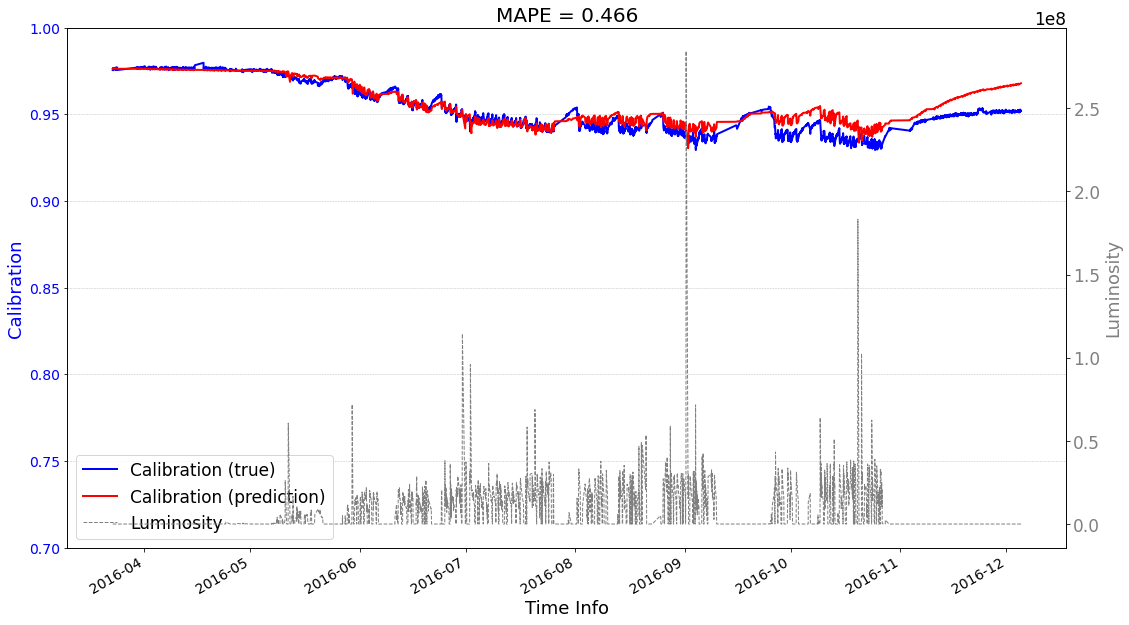 MAPE = 0.466
1e8
1.00
0.95
0.90
0.85
0.80
0.75
0.70
Calibration
2.5
2.0
1.5
1.0
0.5
0.0
Luminosity
Calibration (true)
Calibration (prediction)
Luminosity
2016-04
2016-05
2016-06
2016-07
2016-08
2016-09
2016-10
2016-11
2016-12
Time Info